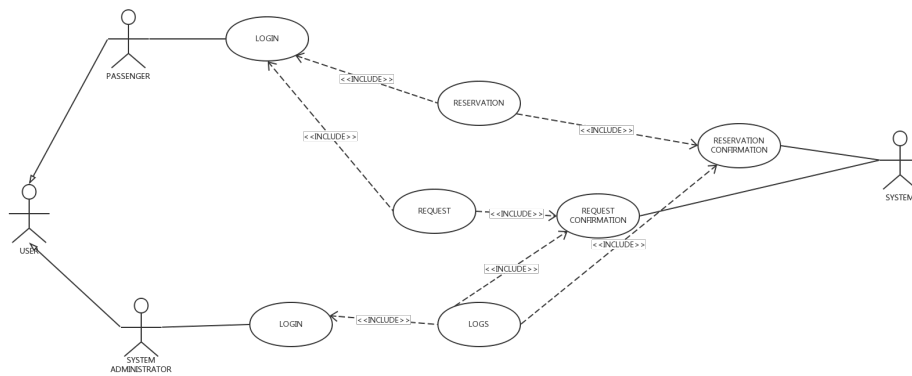 LOGIN
PASSENGER
<<INCLUDE>>
RESERVATION
<<INCLUDE>>
<<INCLUDE>>
RESERVATION
CONFIRMATION
SYSTEM
REQUEST
<<INCLUDE>>
REQUEST
CONFIRMATION
USER
<<INCLUDE>>
<<INCLUDE>>
LOGIN
<<INCLUDE>>
LOGS
SYSTEM
ADMINISTRATOR